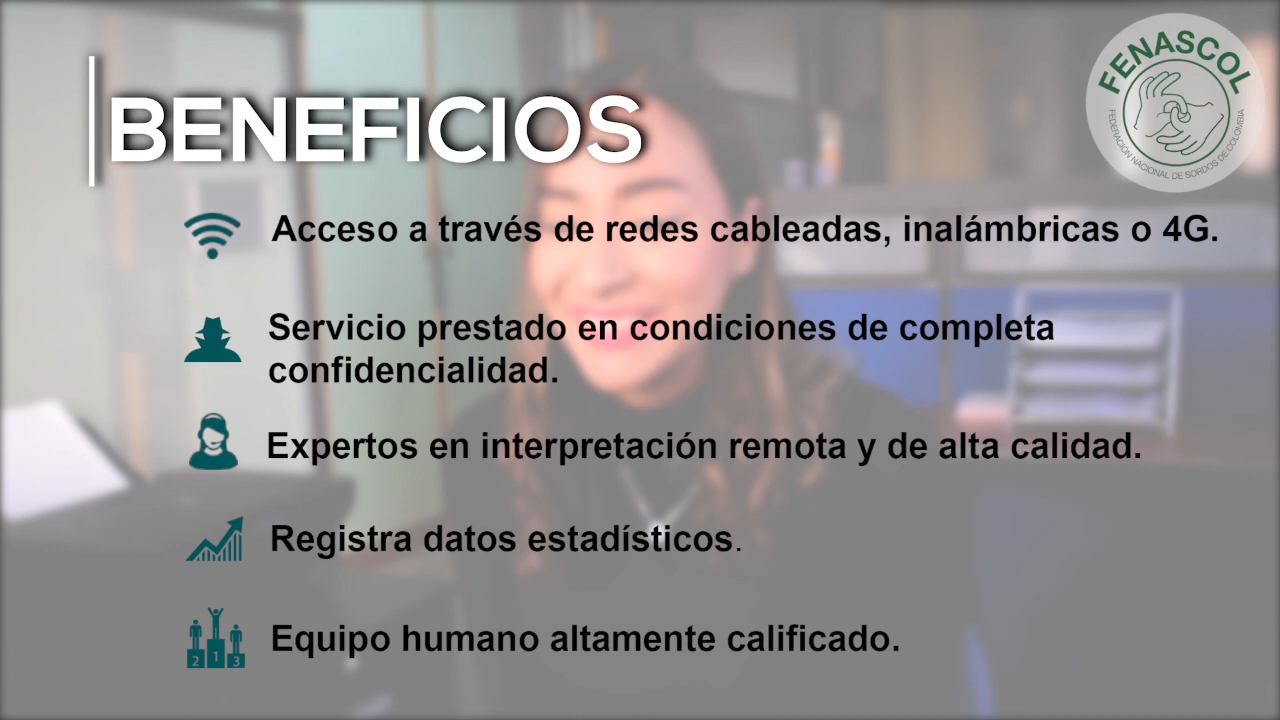 BENEFICIOS
FENASCOL
FEDERACIÓN NACIONAL DE SORDOS DE COLOMBIA
Acceso a través de redes cableadas, inalámbricas o 4G.
Servicio prestado en condiciones de completa
confidencialidad.
Expertos en interpretación remota y de alta calidad.
Registra datos estadísticos.
Equipo humano altamente calificado.
2 1 3